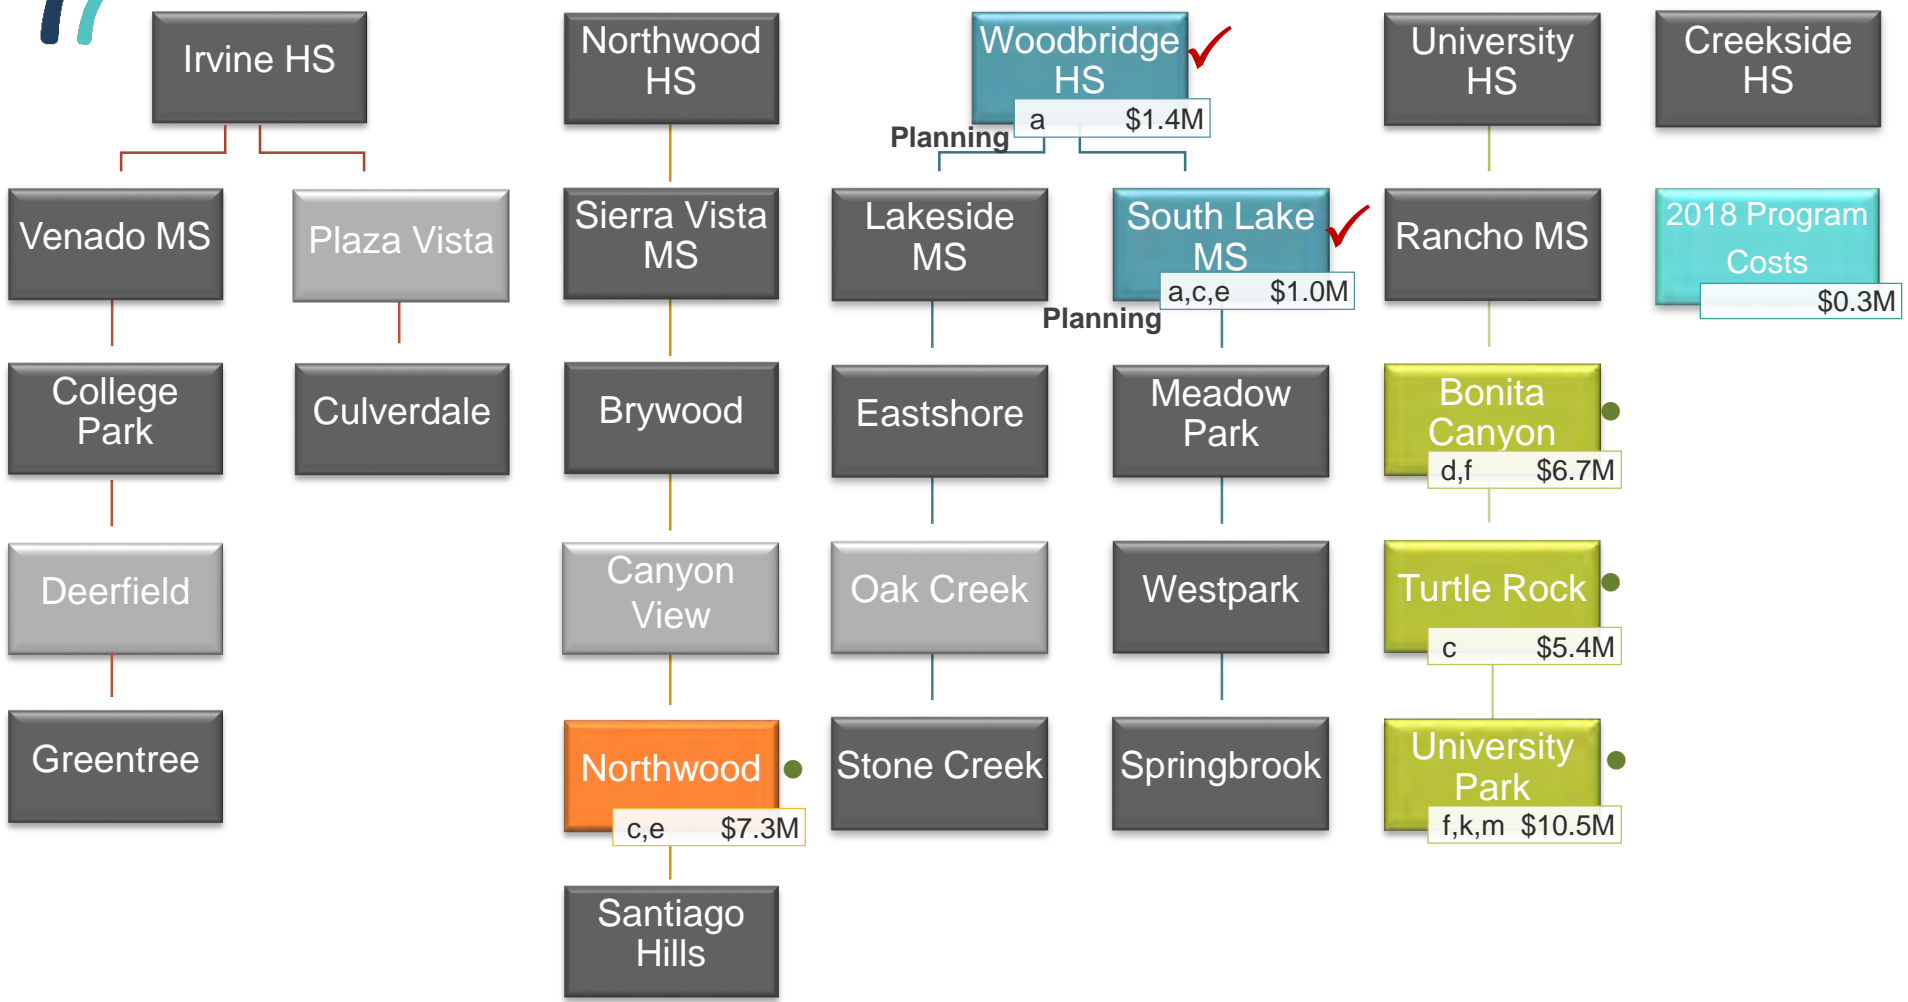 Irvine HS
Northwood
HS
Woodbridge
HS
a $1.4M
Planning
University
HS
Creekside
HS
Venado MS
Plaza Vista
Sierra Vista
MS
Lakeside
MS
South Lake
MS
a,c,e $1.0M
Planning
Rancho MS
2018 Program
Costs
$0.3M
College
Park
Culverdale
Brywood
Eastshore
Meadow
Park
Bonita
Canyon
d,f $6.7M
Deerfield
Canyon
View
Oak Creek
Westpark
Turtle Rock
c $5.4M
Greentree
Northwood
c,e $7.3M
Stone Creek
Springbrook
University
Park
f,k,m $10.5M
Santiago
Hills